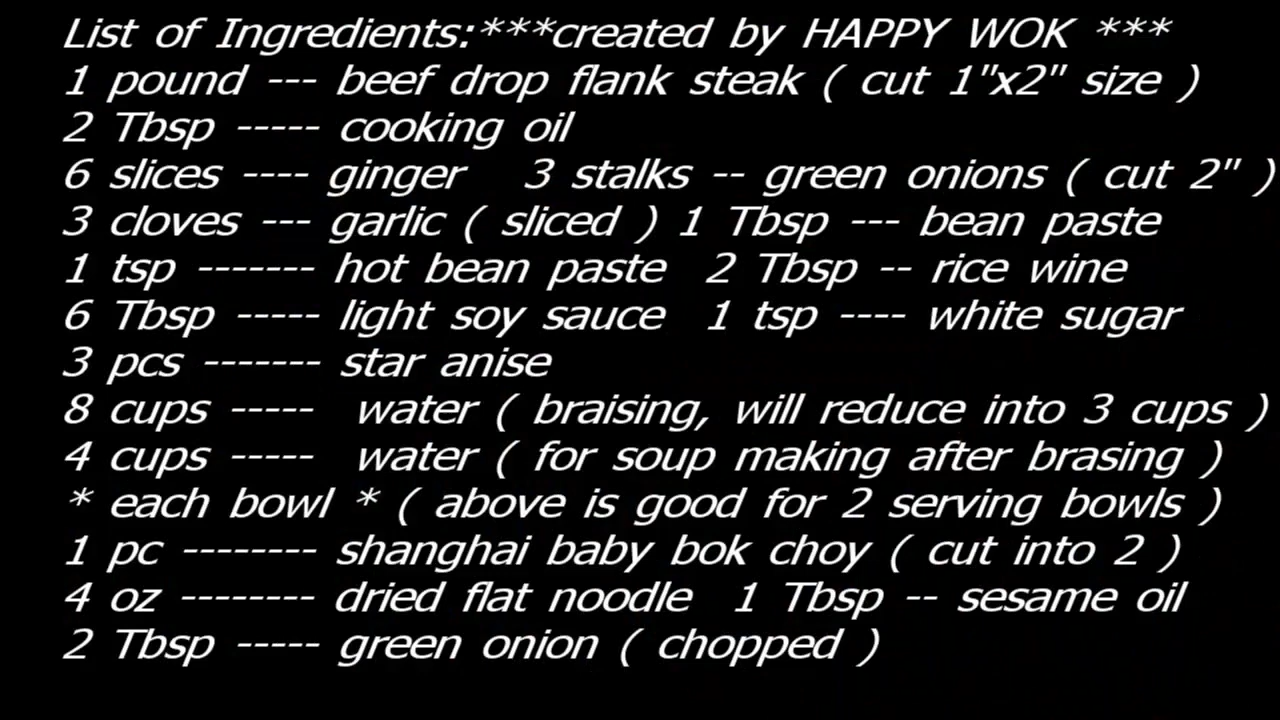 List of Ingredients:***created by HAPPY WOK ***
1 pound --- beef drop flank steak ( cut 1"x2" size )
2 Tbsp ----- cooking oil
6 slices ---- ginger   3 stalks -- green onions ( cut 2" )
3 cloves --- garlic ( sliced ) 1 Tbsp --- bean paste
1 tsp ------- hot bean paste  2 Tbsp -- rice wine
6 Tbsp ----- light soy sauce  1 tsp ---- white sugar
3 pcs ------- star anise
8 cups -----  water ( braising, will reduce into 3 cups )
4 cups -----  water ( for soup making after brasing )
* each bowl * ( above is good for 2 serving bowls )
1 pc -------- shanghai baby bok choy ( cut into 2 )
4 oz -------- dried flat noodle  1 Tbsp -- sesame oil
2 Tbsp ----- green onion ( chopped )